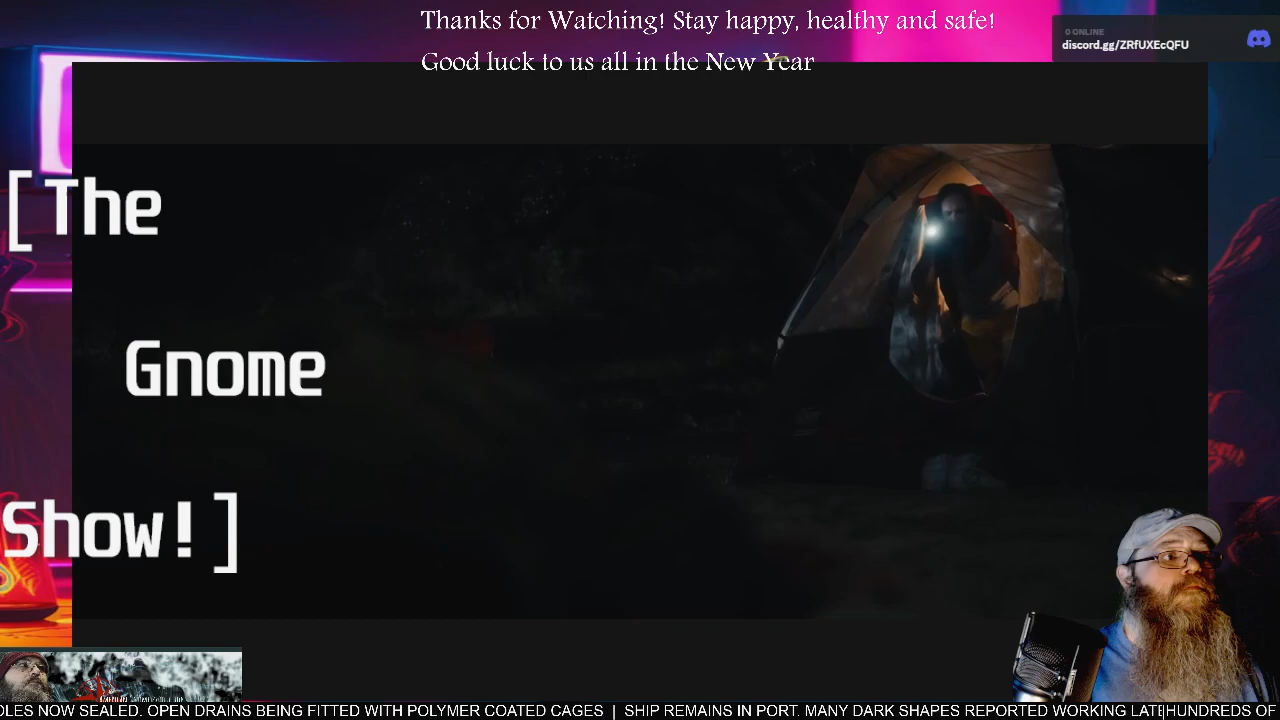 Thanks for Watching! Stay happy, healthy and safe!
Good luck to us all in the New Year
0 ONLINE
discord.gg/ZRfUXEcQFU
[The
Gnome
Show!]
OLES NOW SEALED. OPEN DRAINS BEING FITTED WITH POLYMER COATED CAGES | SHIP REMAINS IN PORT. MANY DARK SHAPES REPORTED WORKING LATE
HUNDREDS OF